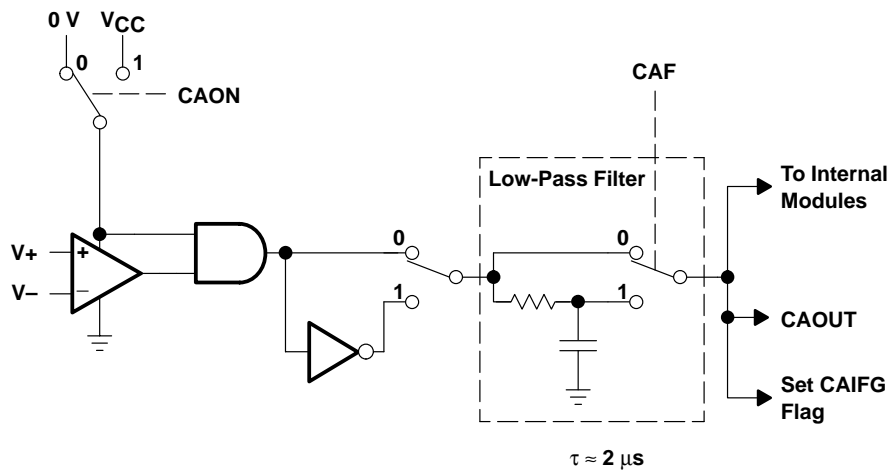 0 V
VCC
0
1
CAON
CAF
Low-Pass Filter
To Internal
Modules
V+
+
V−
−
0
1
0
1
CAOUT
Set CAIFG
Flag
τ ≈ 2 μs